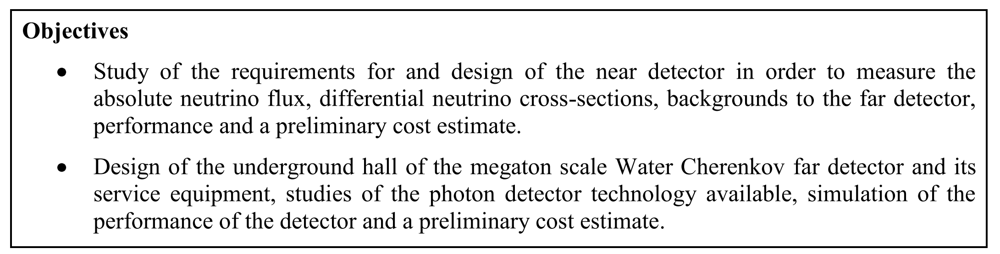 Objectives
• Study of the requirements for and design of the near detector in order to measure the
absolute neutrino flux, differential neutrino cross-sections, backgrounds to the far detector,
performance and a preliminary cost estimate.
• Design of the underground hall of the megaton scale Water Cherenkov far detector and its
service equipment, studies of the photon detector technology available, simulation of the
performance of the detector and a preliminary cost estimate.